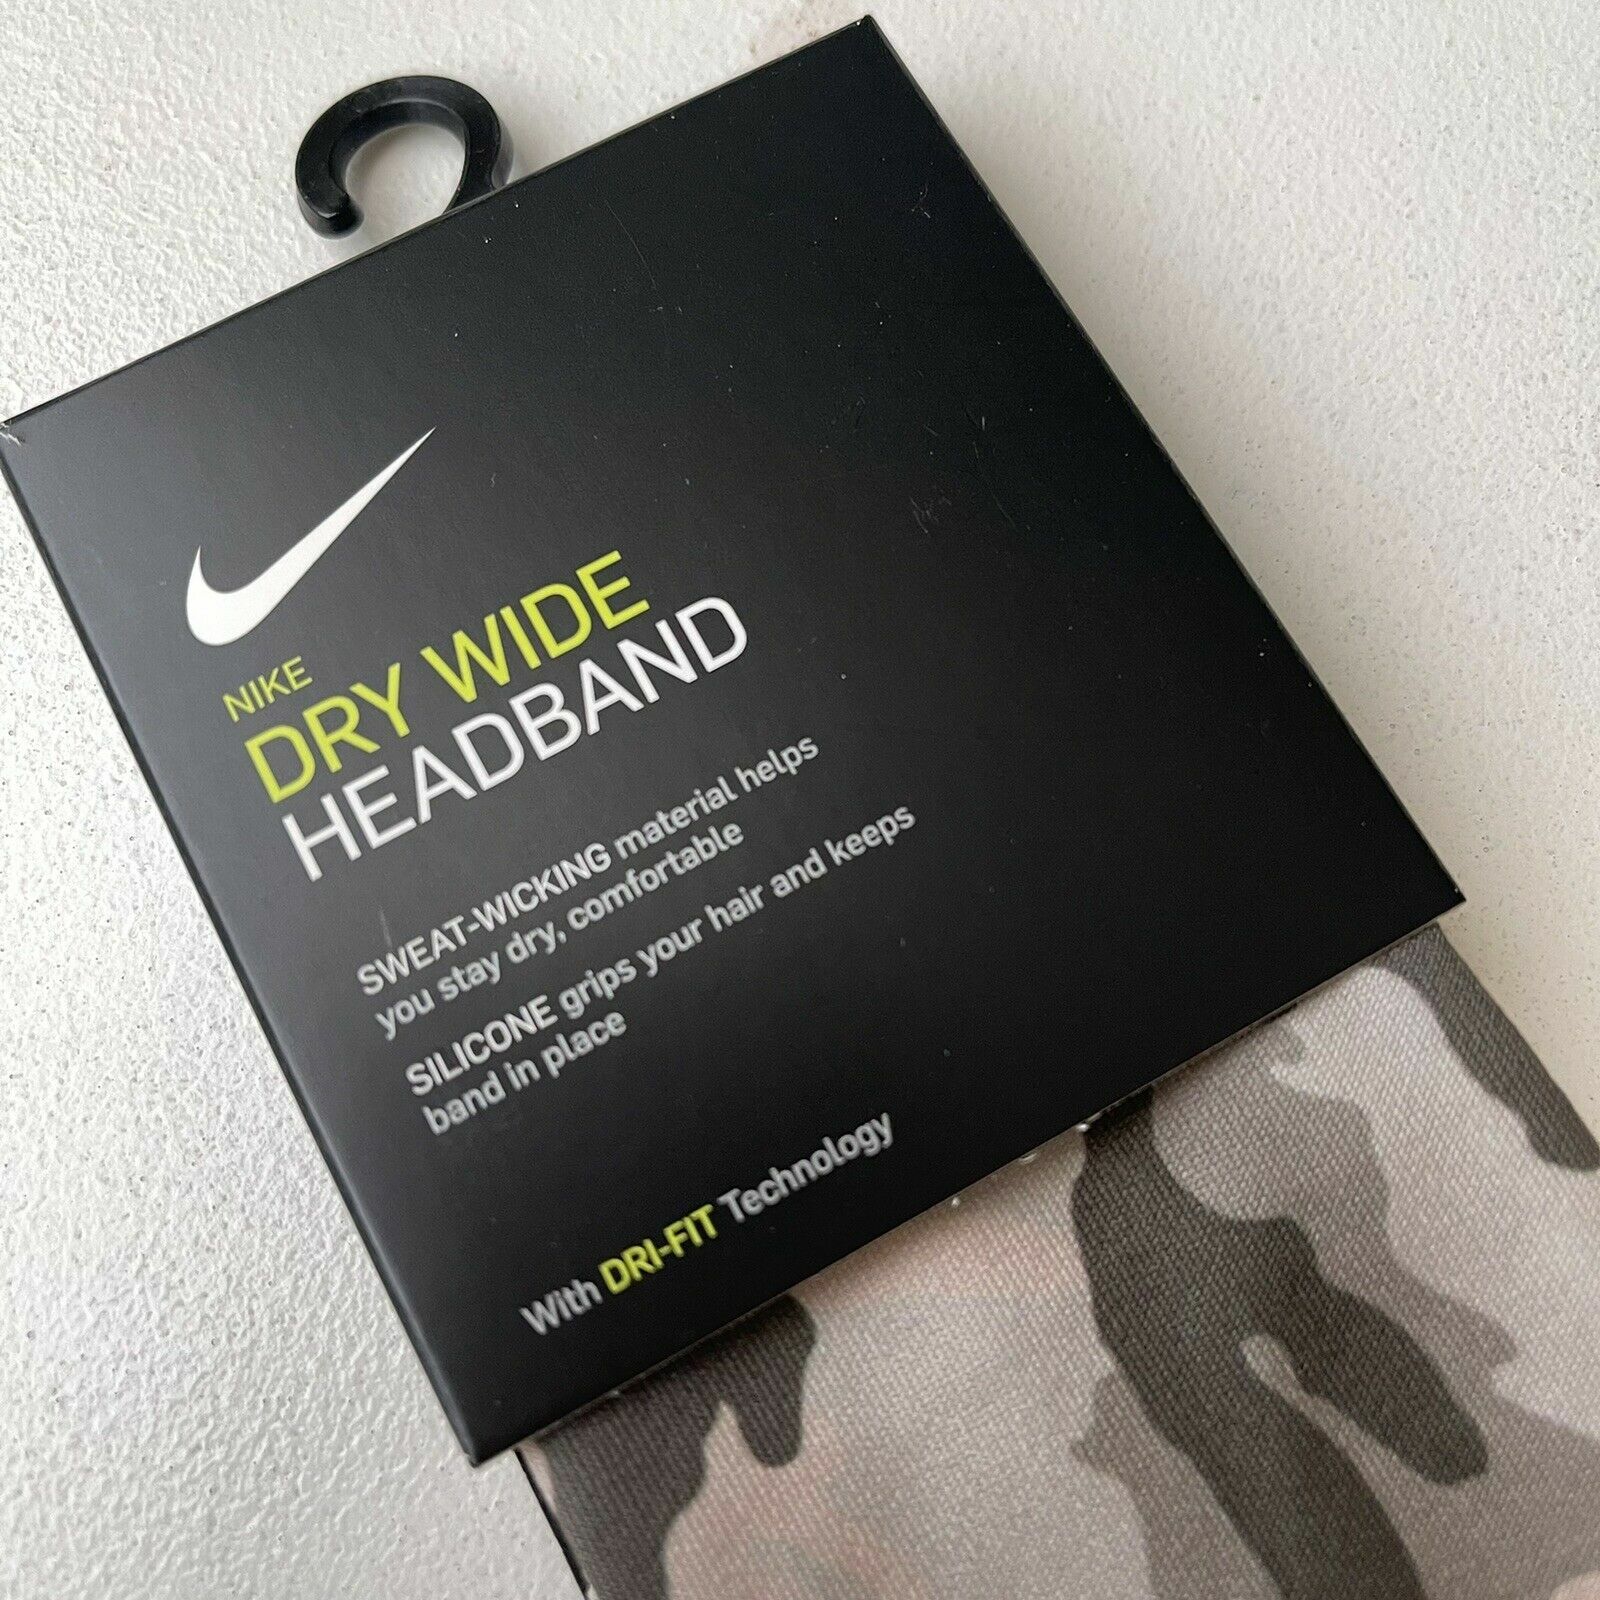 NIKE
DRY WIDE
HEADBAND
SWEAT-WICKING material helps
you stay dry, comfortable
SILICONE grips your hair and keeps
band in place
With DRI-FIT Technology